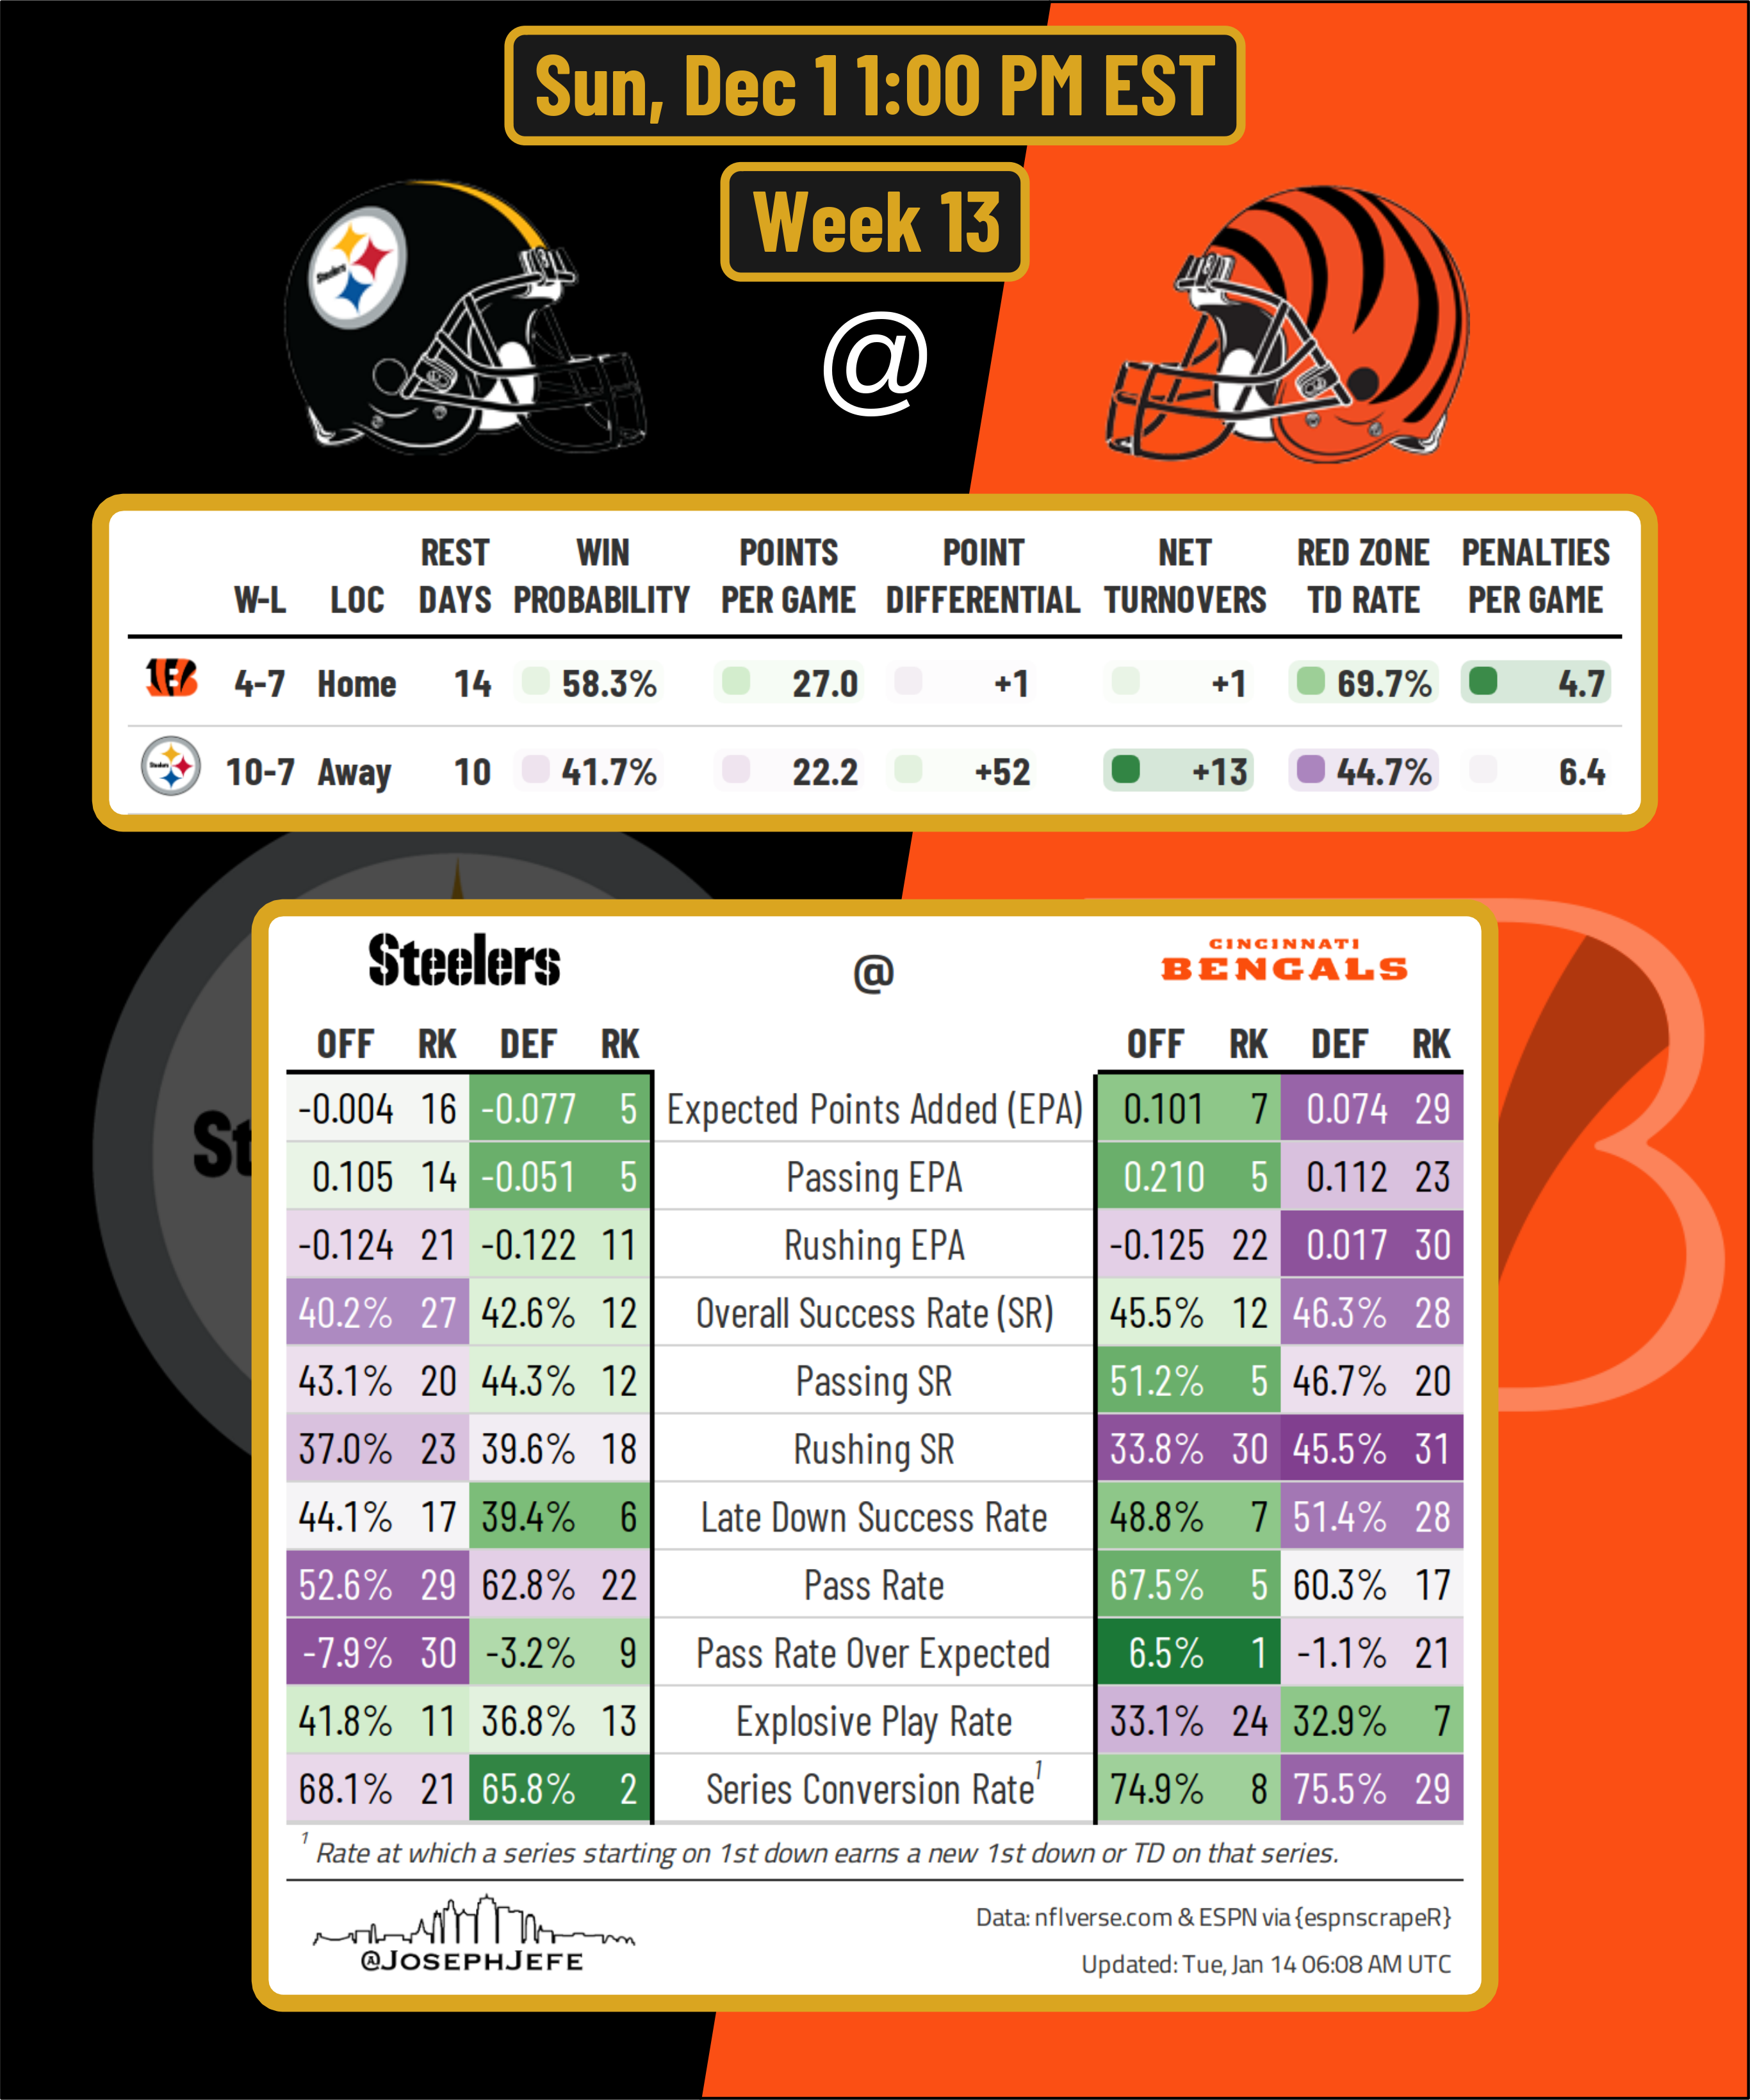 Sun, Dec 1 1:00 PM EST
Week 13
Steelers
@
W-L LOC REST DAYS WIN PROBABILITY POINTS PER GAME POINT DIFFERENTIAL NET TURNOVERS RED ZONE TD RATE PENALTIES PER GAME
4-7 Home 14 58.3% 27.0 +1 +1 69.7% 4.7
Steelers 10-7 Away 10 41.7% 22.2 +52 +13 44.7% 6.4
Steelers @ CINCINNATI BENGALS
OFF RK DEF RK OFF RK DEF RK
-0.004 16 -0.077 5 Expected Points Added (EPA) 0.101 7 0.074 29
St
0.105 14 -0.051 5 Passing EPA 0.210 5 0.112 23
-0.124 21 -0.122 11 Rushing EPA -0.125 22 0.017 30
40.2% 27 42.6% 12 Overall Success Rate (SR) 45.5% 12 46.3% 28
43.1% 20 44.3% 12 Passing SR 51.2% 5 46.7% 20
37.0% 23 39.6% 18 Rushing SR 33.8% 30 45.5% 31
44.1% 17 39.4% 6 Late Down Success Rate 48.8% 7 51.4% 28
52.6% 29 62.8% 22 Pass Rate 67.5% 5 60.3% 17
-7.9% 30 -3.2% 9 Pass Rate Over Expected 6.5% 1 -1.1% 21
41.8% 11 36.8% 13 Explosive Play Rate 33.1% 24 32.9% 7
68.1% 21 65.8% 2 Series Conversion Rate¹ 74.9% 8 75.5% 29
¹ Rate at which a series starting on 1st down earns a new 1st down or TD on that series.
@JOSEPHJEFE
Data: nflverse.com & ESPN via {espnscrapeR}
Updated: Tue, Jan 14 06:08 AM UTC